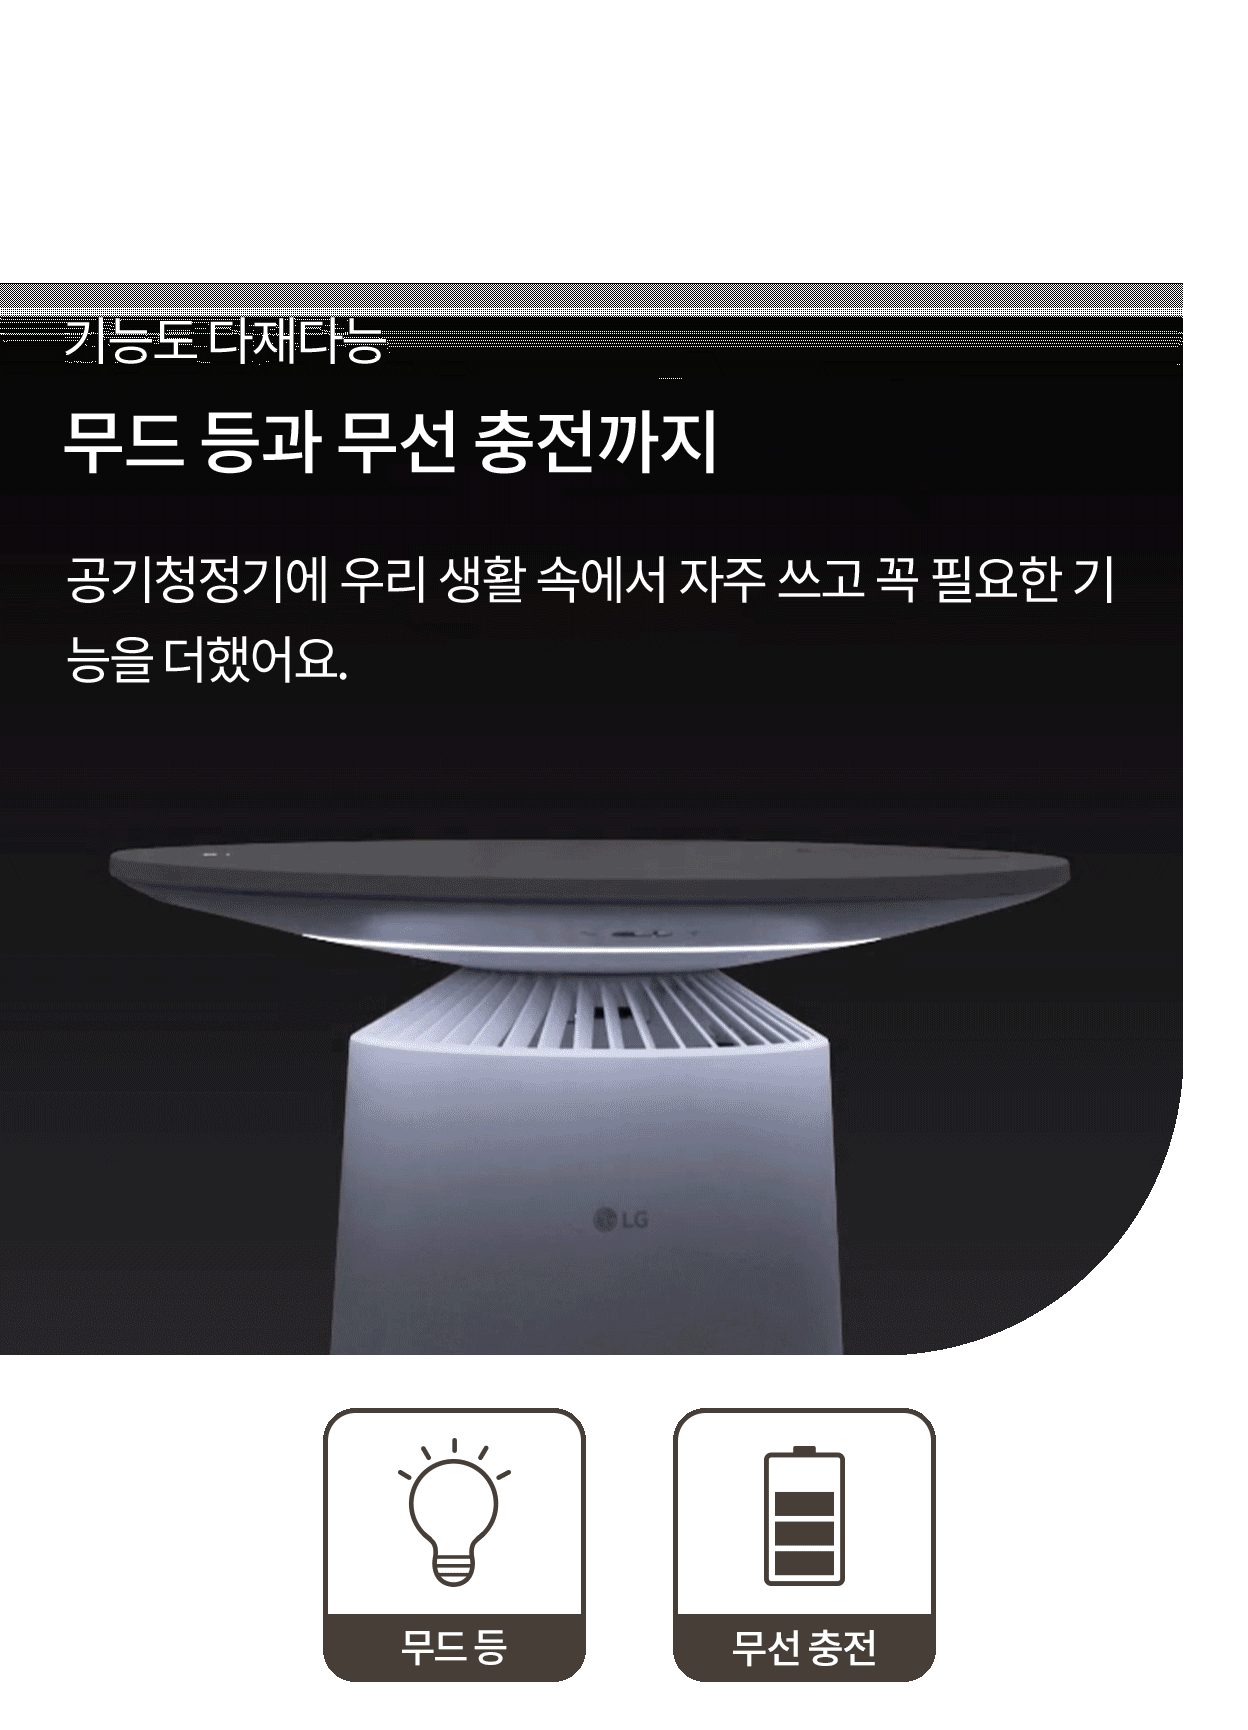 기능도 다재다능
무드 등과 무선 충전까지
공기청정기에 우리 생활 속에서 자주 쓰고 꼭 필요한 기
능을 더했어요.
LG
무드 등
무선 충전